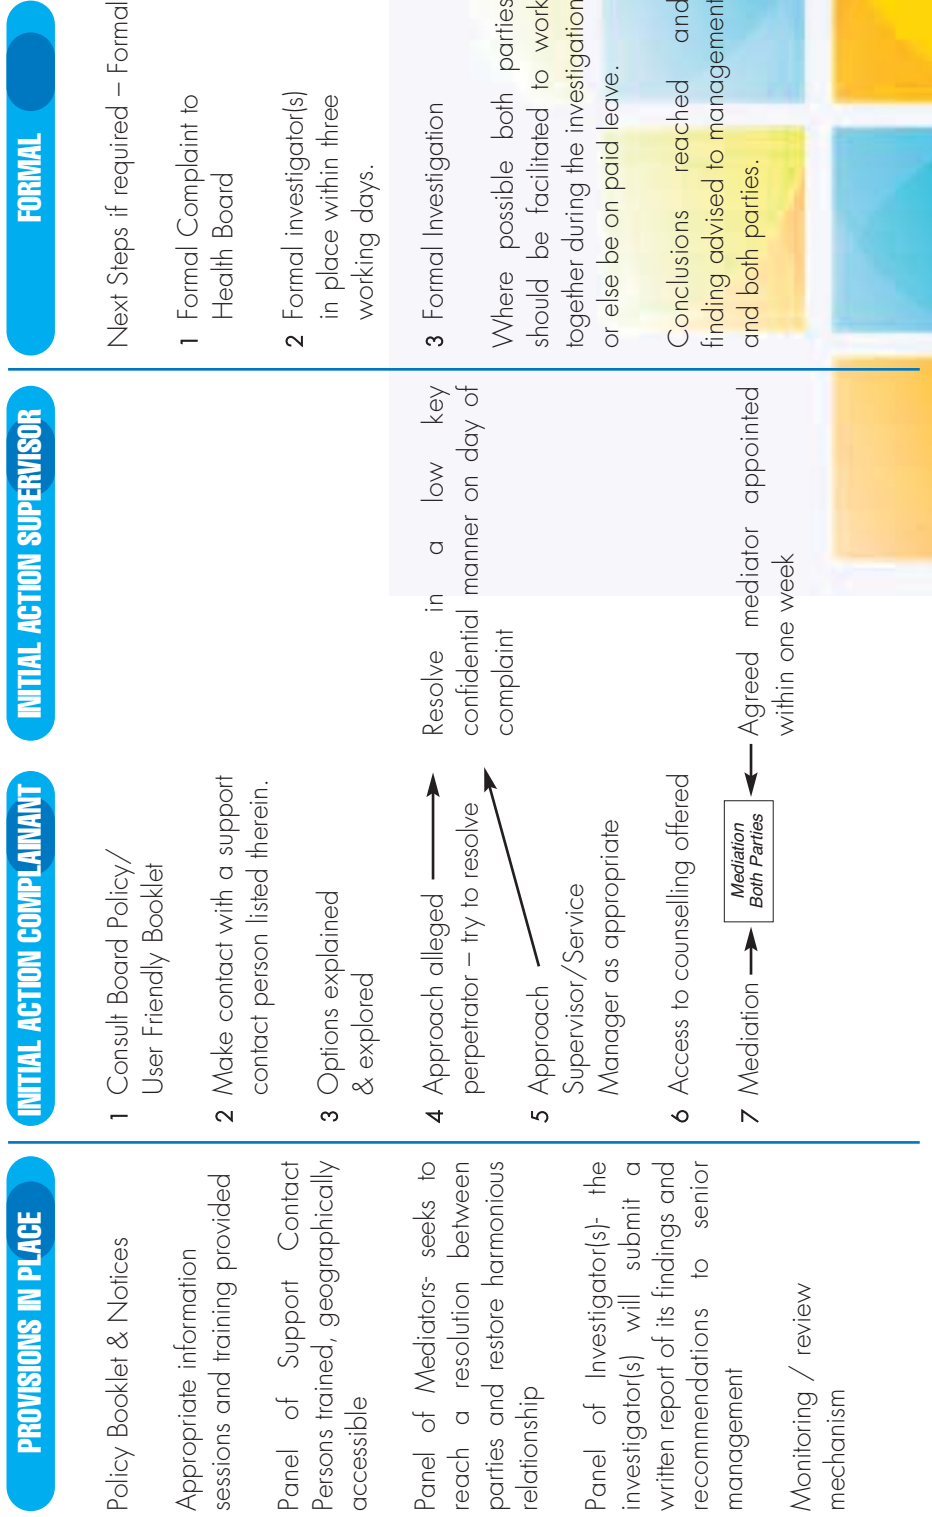 PROVISIONS IN PLACE
Policy Booklet & Notices
Appropriate information
sessions and training provided
Panel of Support Contact
Persons trained, geographically
accessible
Panel of Mediators- seeks to
reach a resolution between
parties and restore harmonious
relationship
Panel of Investigator(s)- the
investigator(s) will submit a
written report of its findings and
recommendations to senior
management
Monitoring / review
mechanism
INITIAL ACTION COMPLAINANT
1 Consult Board Policy/
User Friendly Booklet
2 Make contact with a support
contact person listed therein.
3 Options explained
& explored
4 Approach alleged
perpetrator – try to resolve
5 Approach
Supervisor/Service
Manager as appropriate
6 Access to counselling offered
7 Mediation
Mediation
Both Parties
INITIAL ACTION SUPERVISOR
Resolve in a low key
confidential manner on day of
complaint
Agreed mediator appointed
within one week
FORMAL
Next Steps if required – Formal
1 Formal Complaint to
Health Board
2 Formal investigator(s)
in place within three
working days.
3 Formal Investigation
Where possible both parties
should be facilitated to work
together during the investigation
or else be on paid leave.
Conclusions reached and
finding advised to management
and both parties.